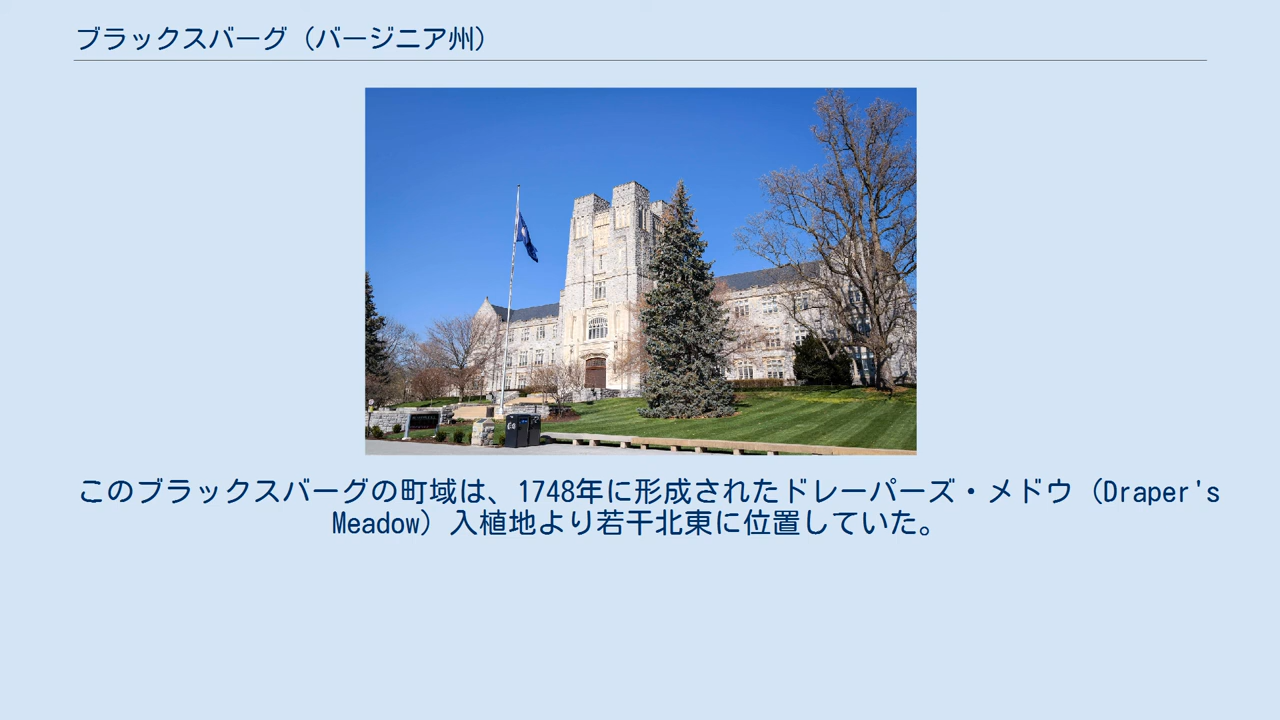 ブラックスバーグ（バージニア州）
このブラックスバーグの町域は、1748年に形成されたドレーパーズ・メドウ（Draper's
Meadow）入植地より若干北東に位置していた。